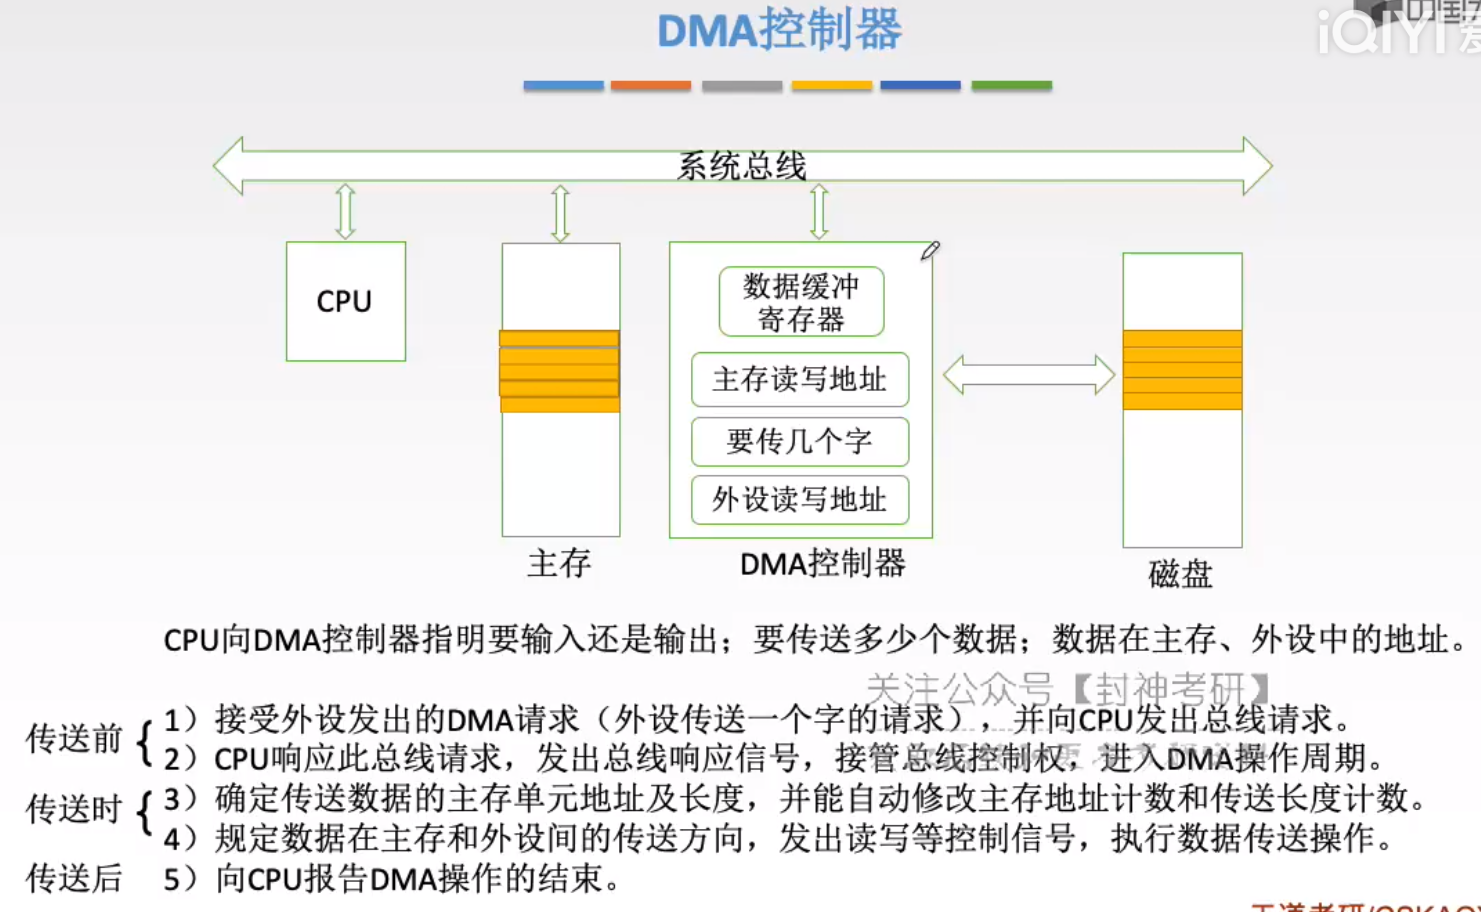 DMA控制器
iQIYI
系统总线
CPU
数据缓冲
寄存器
主存读写地址
要传几个字
外设读写地址
主存
DMA控制器
磁盘
CPU向DMA控制器指明要输入还是输出；要传送多少个数据；数据在主存、外设中的地址。
关注公众号【封神考研】
传送前
1）接受外设发出的DMA请求（外设传送一个字的请求），并向CPU发出总线请求。
2）CPU响应此总线请求，发出总线响应信号，接管总线控制权，进入DMA操作周期。
传送时
3）确定传送数据的主存单元地址及长度，并能自动修改主存地址计数和传送长度计数。
4）规定数据在主存和外设间的传送方向，发出读写等控制信号，执行数据传送操作。
传送后
5）向CPU报告DMA操作的结束。